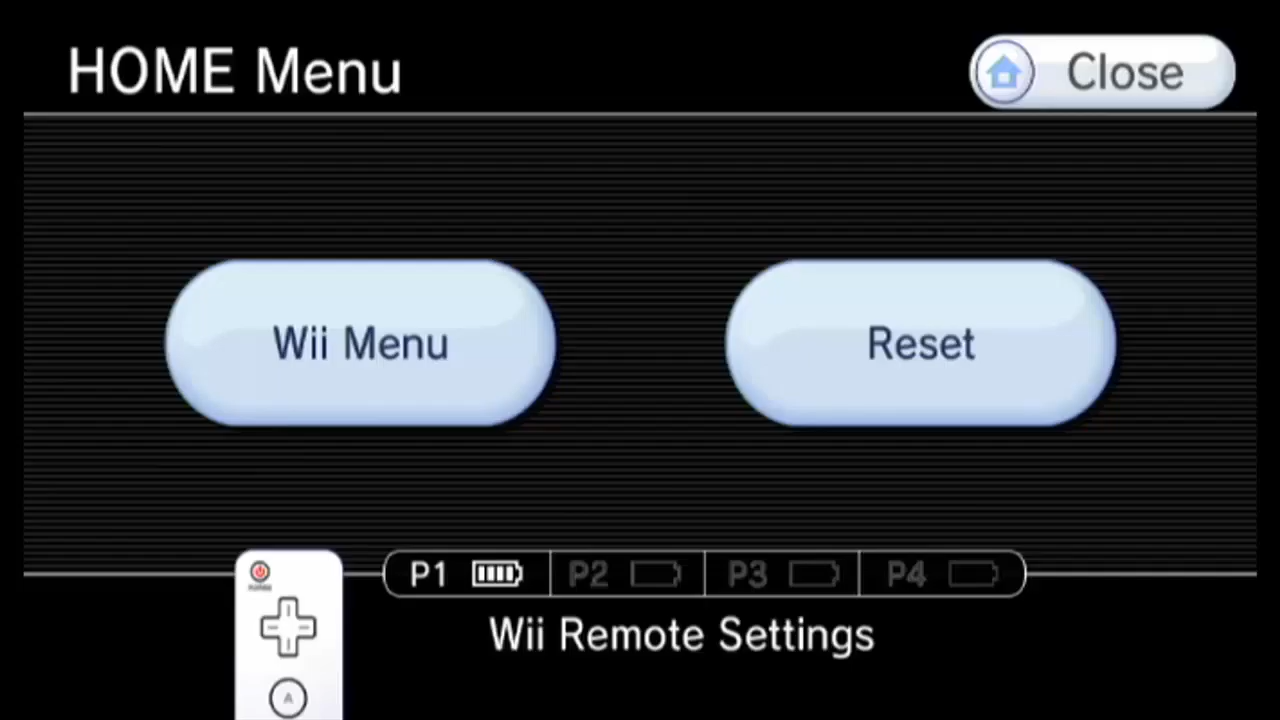 HOME Menu
Close
Wii Menu
Reset
P1 P2 P3 P4
Wii Remote Settings
A